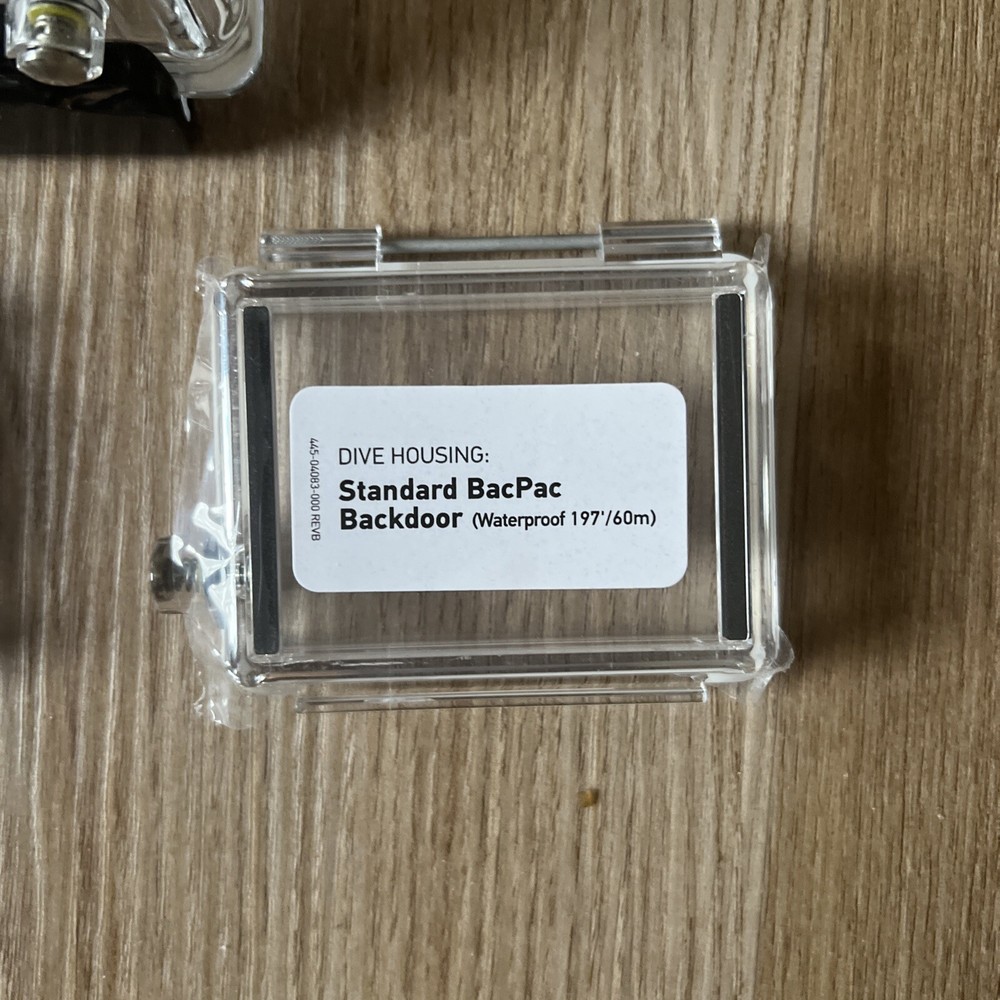 DIVE HOUSING:
Standard BacPac
Backdoor (Waterproof 197'/60m)
445-04083-000 REVB